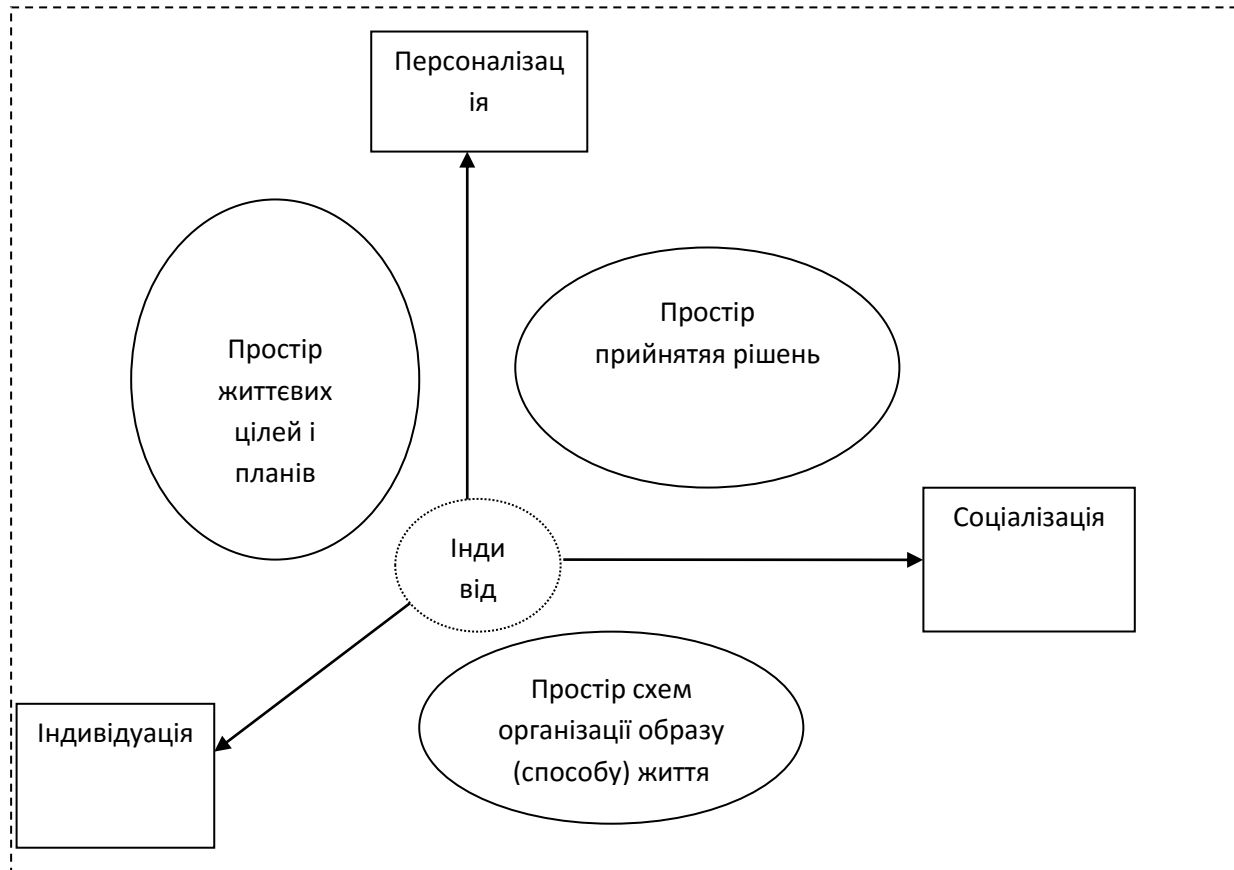 Персоналізац
ія
Простір
прийнятяя рішень
Простір
життєвих
цілей і
планів
Соціалізація
Інди
від
Простір схем
організації образу
(способу) життя
Індивідуація